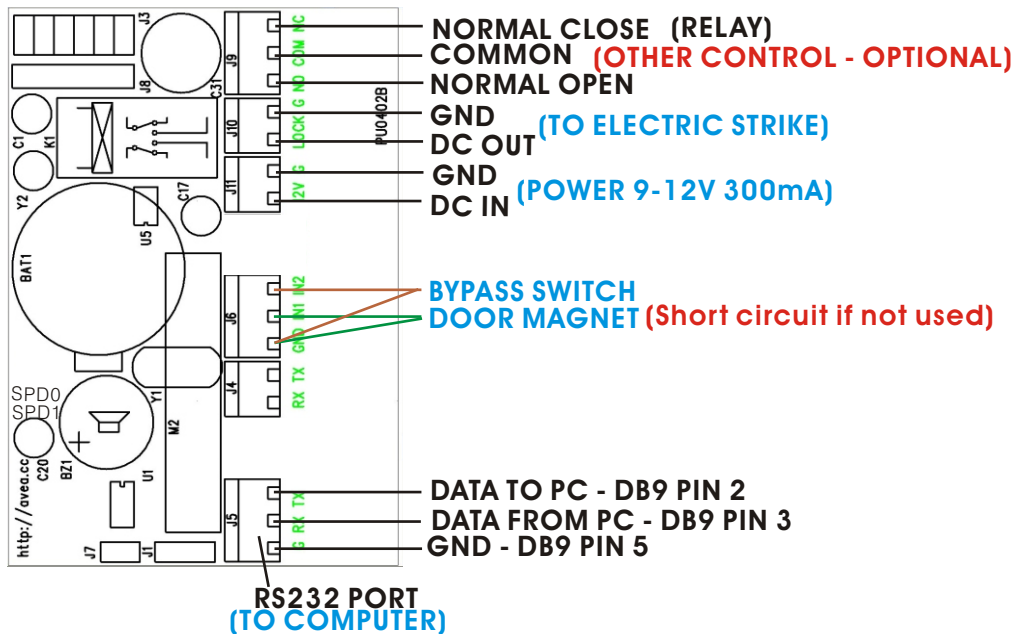 J3
J8
C31
J9
NO COM NC
NORMAL CLOSE (RELAY)
COMMON (OTHER CONTROL - OPTIONAL)
NORMAL OPEN
C1
K1
J10
LOCK G
PU0402B
GND (TO ELECTRIC STRIKE)
DC OUT
Y2
U5
C17
J11
2V G
GND (POWER 9-12V 300mA)
DC IN
BAT1
J6
GND IN1 IN2
BYPASS SWITCH
DOOR MAGNET (Short circuit if not used)
Y1
J4
RX TX
SPD0
SPD1
C20
BZ1
+
U1
M2
http://avea.cc
J7
J1
J5
G RX TX
DATA TO PC - DB9 PIN 2
DATA FROM PC - DB9 PIN 3
GND - DB9 PIN 5
RS232 PORT
(TO COMPUTER)